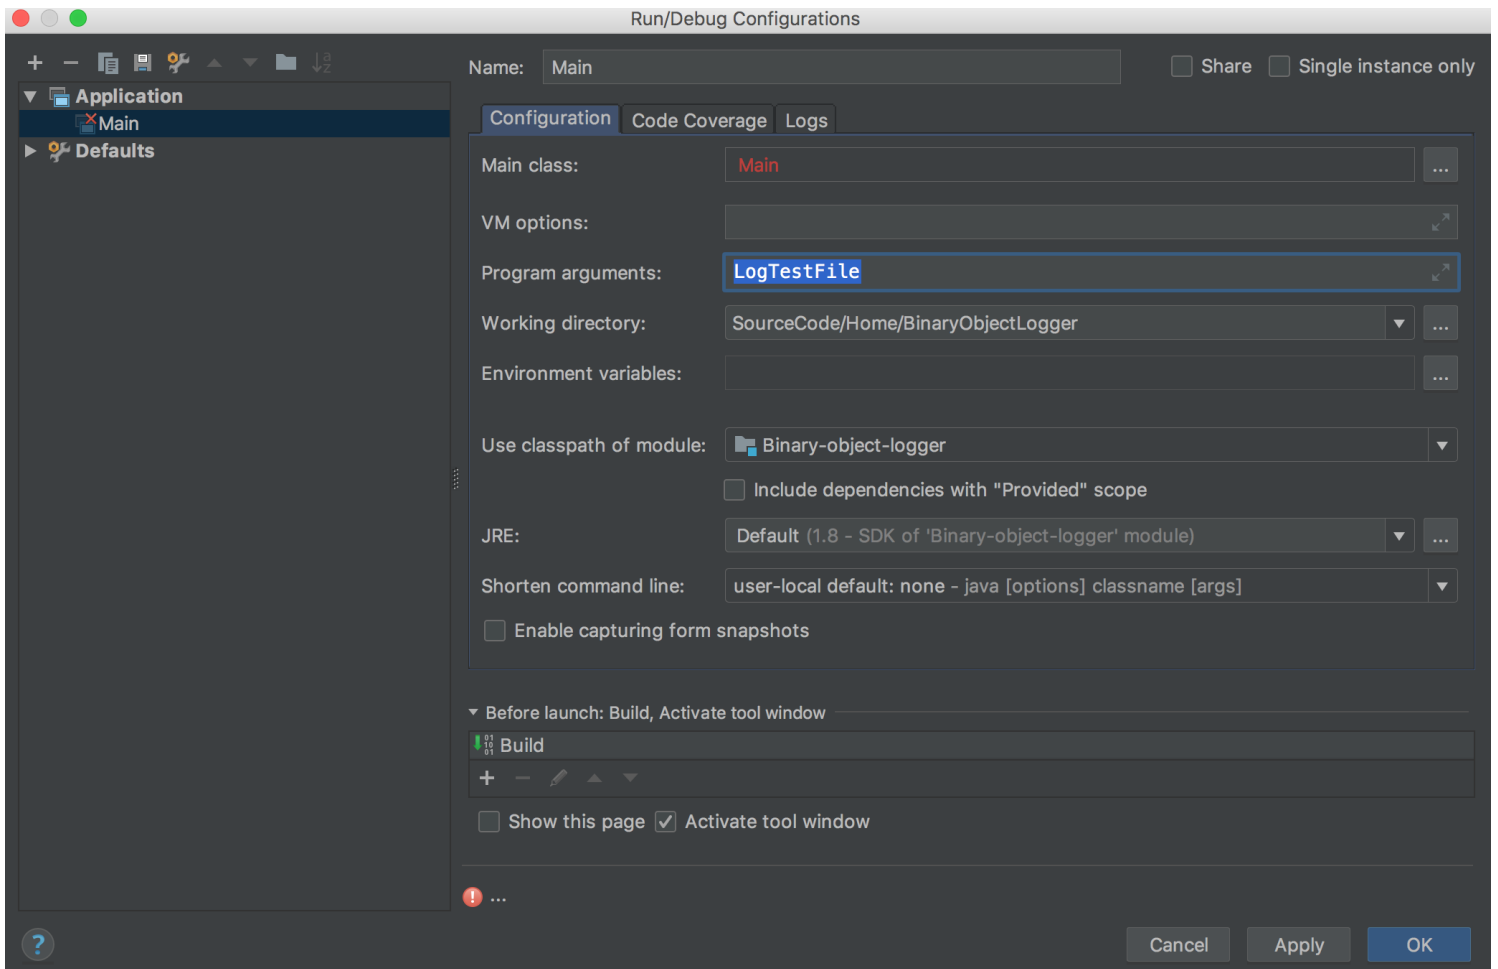 Run/Debug Configurations
Name: Main
Share
Single instance only
Application
Main
Defaults
Configuration
Code Coverage
Logs
Main class: Main ...
VM options:
Program arguments: LogTestFile
Working directory: SourceCode/Home/BinaryObjectLogger ...
Environment variables: ...
Use classpath of module: Binary-object-logger
Include dependencies with "Provided" scope
JRE: Default (1.8 - SDK of 'Binary-object-logger' module) ...
Shorten command line: user-local default: none - java [options] classname [args]
Enable capturing form snapshots
Before launch: Build, Activate tool window
Build
Show this page
Activate tool window
...
?
Cancel
Apply
OK